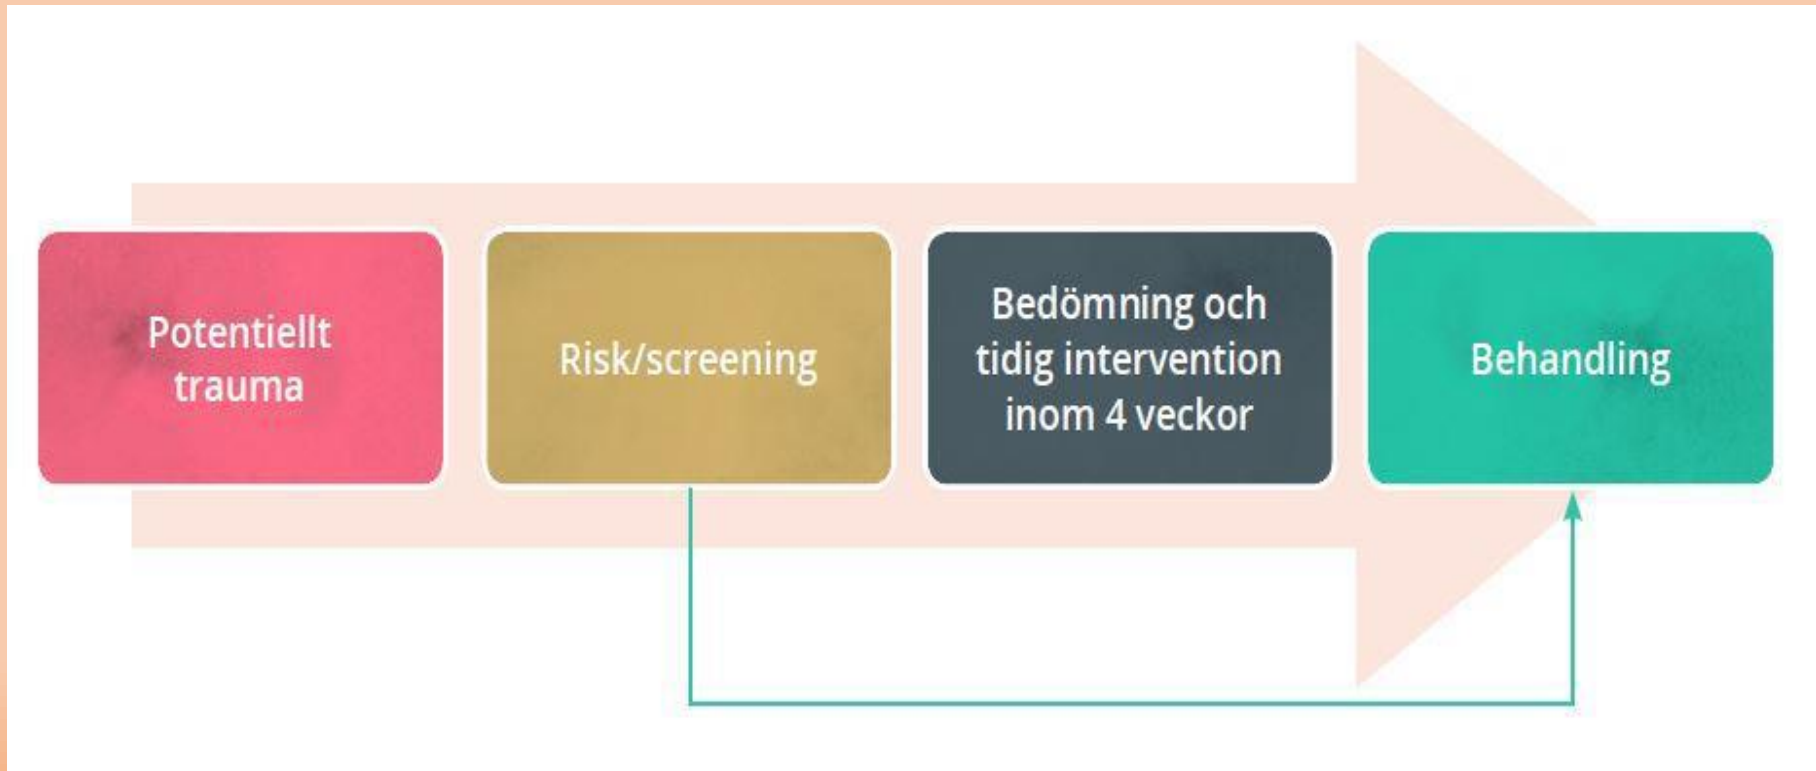 Potentiellt
trauma
Risk/screening
Bedömning och
tidig intervention
inom 4 veckor
Behandling